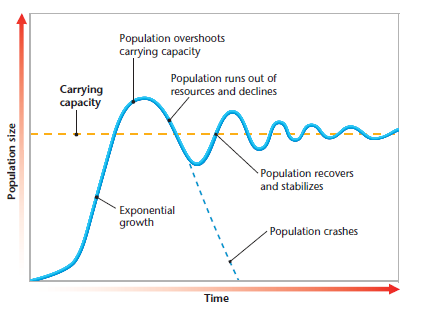 Population overshoots
carrying capacity
Population runs out of
resources and declines
Carrying
capacity
Population size
Population recovers
and stabilizes
Exponential
growth
Population crashes
Time